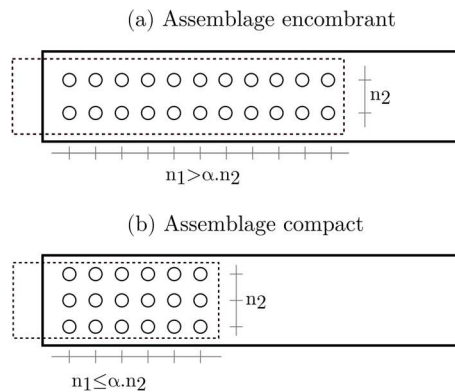 (a) Assemblage encombrant
n₂
n₁>α.n₂
(b) Assemblage compact
n₂
n₁≤α.n₂